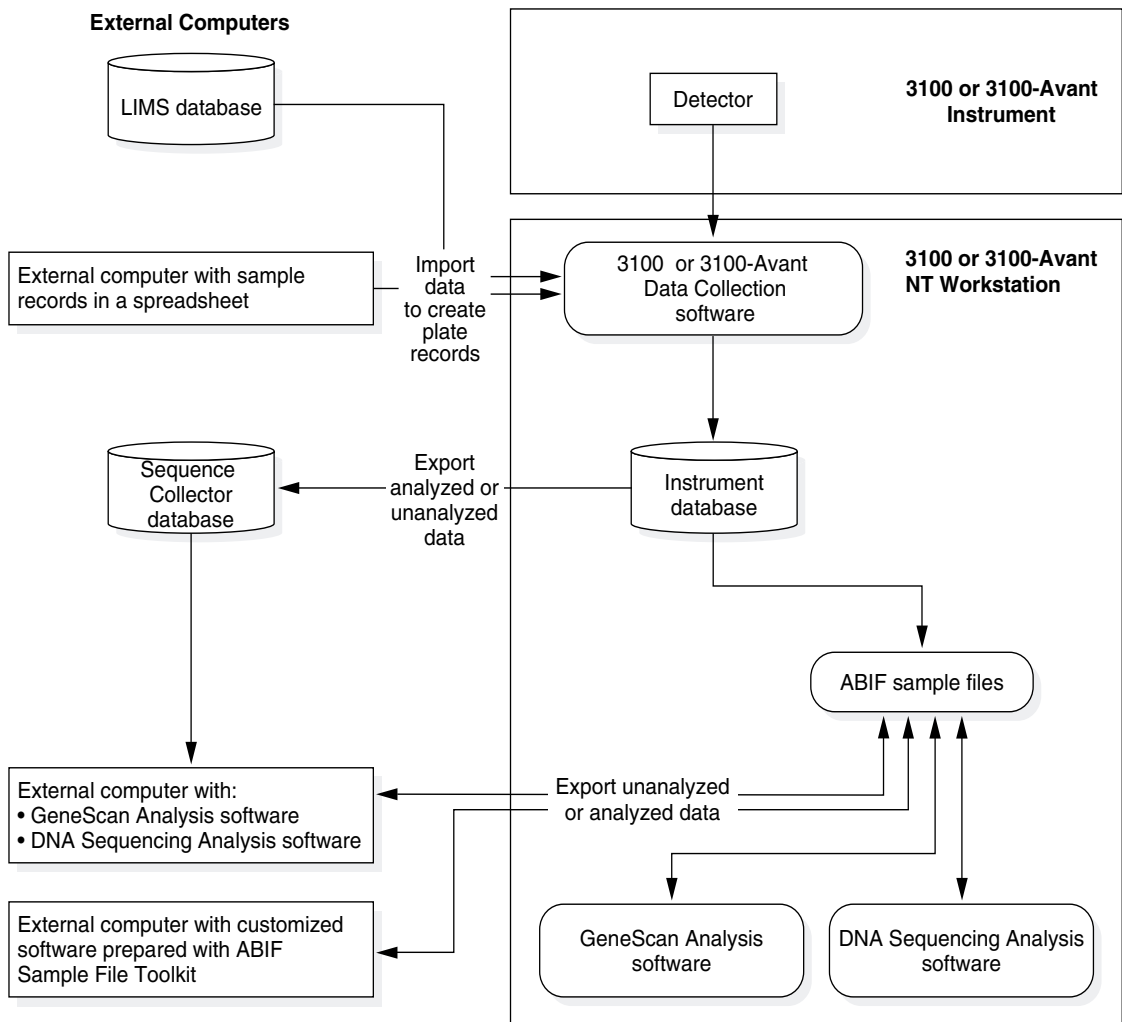 External Computers
LIMS database
Detector
3100 or 3100-Avant
Instrument
External computer with sample
records in a spreadsheet
Import
data
to create
plate
records
3100 or 3100-Avant
Data Collection
software
3100 or 3100-Avant
NT Workstation
Sequence
Collector
database
Export
analyzed or
unanalyzed
data
Instrument
database
ABIF sample files
External computer with:
• GeneScan Analysis software
• DNA Sequencing Analysis software
Export unanalyzed
or analyzed data
External computer with customized
software prepared with ABIF
Sample File Toolkit
GeneScan Analysis
software
DNA Sequencing Analysis
software